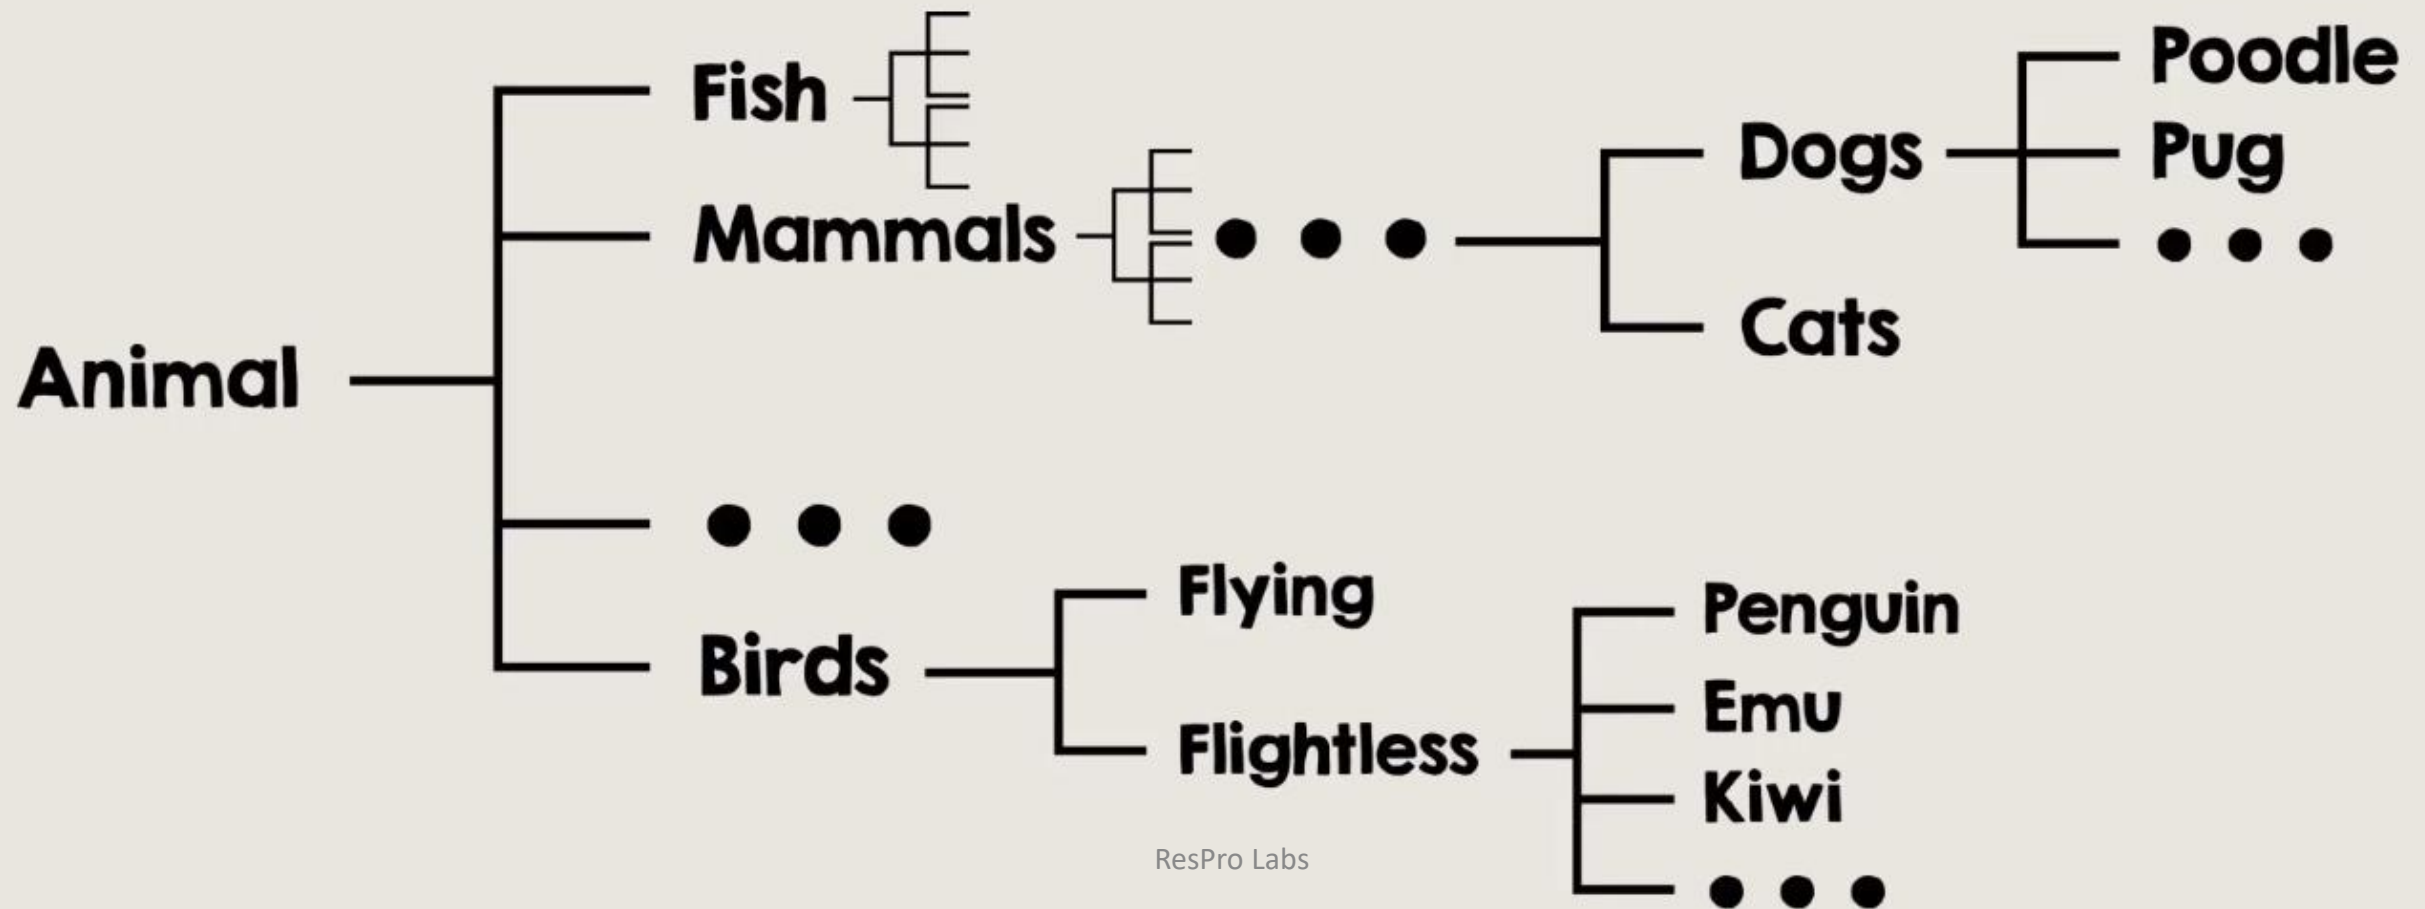 Animal
Fish
Mammals
• • •
Dogs
Poodle
Pug
• • •
Cats
• • •
Birds
Flying
Flightless
Penguin
Emu
Kiwi
• • •
ResPro Labs